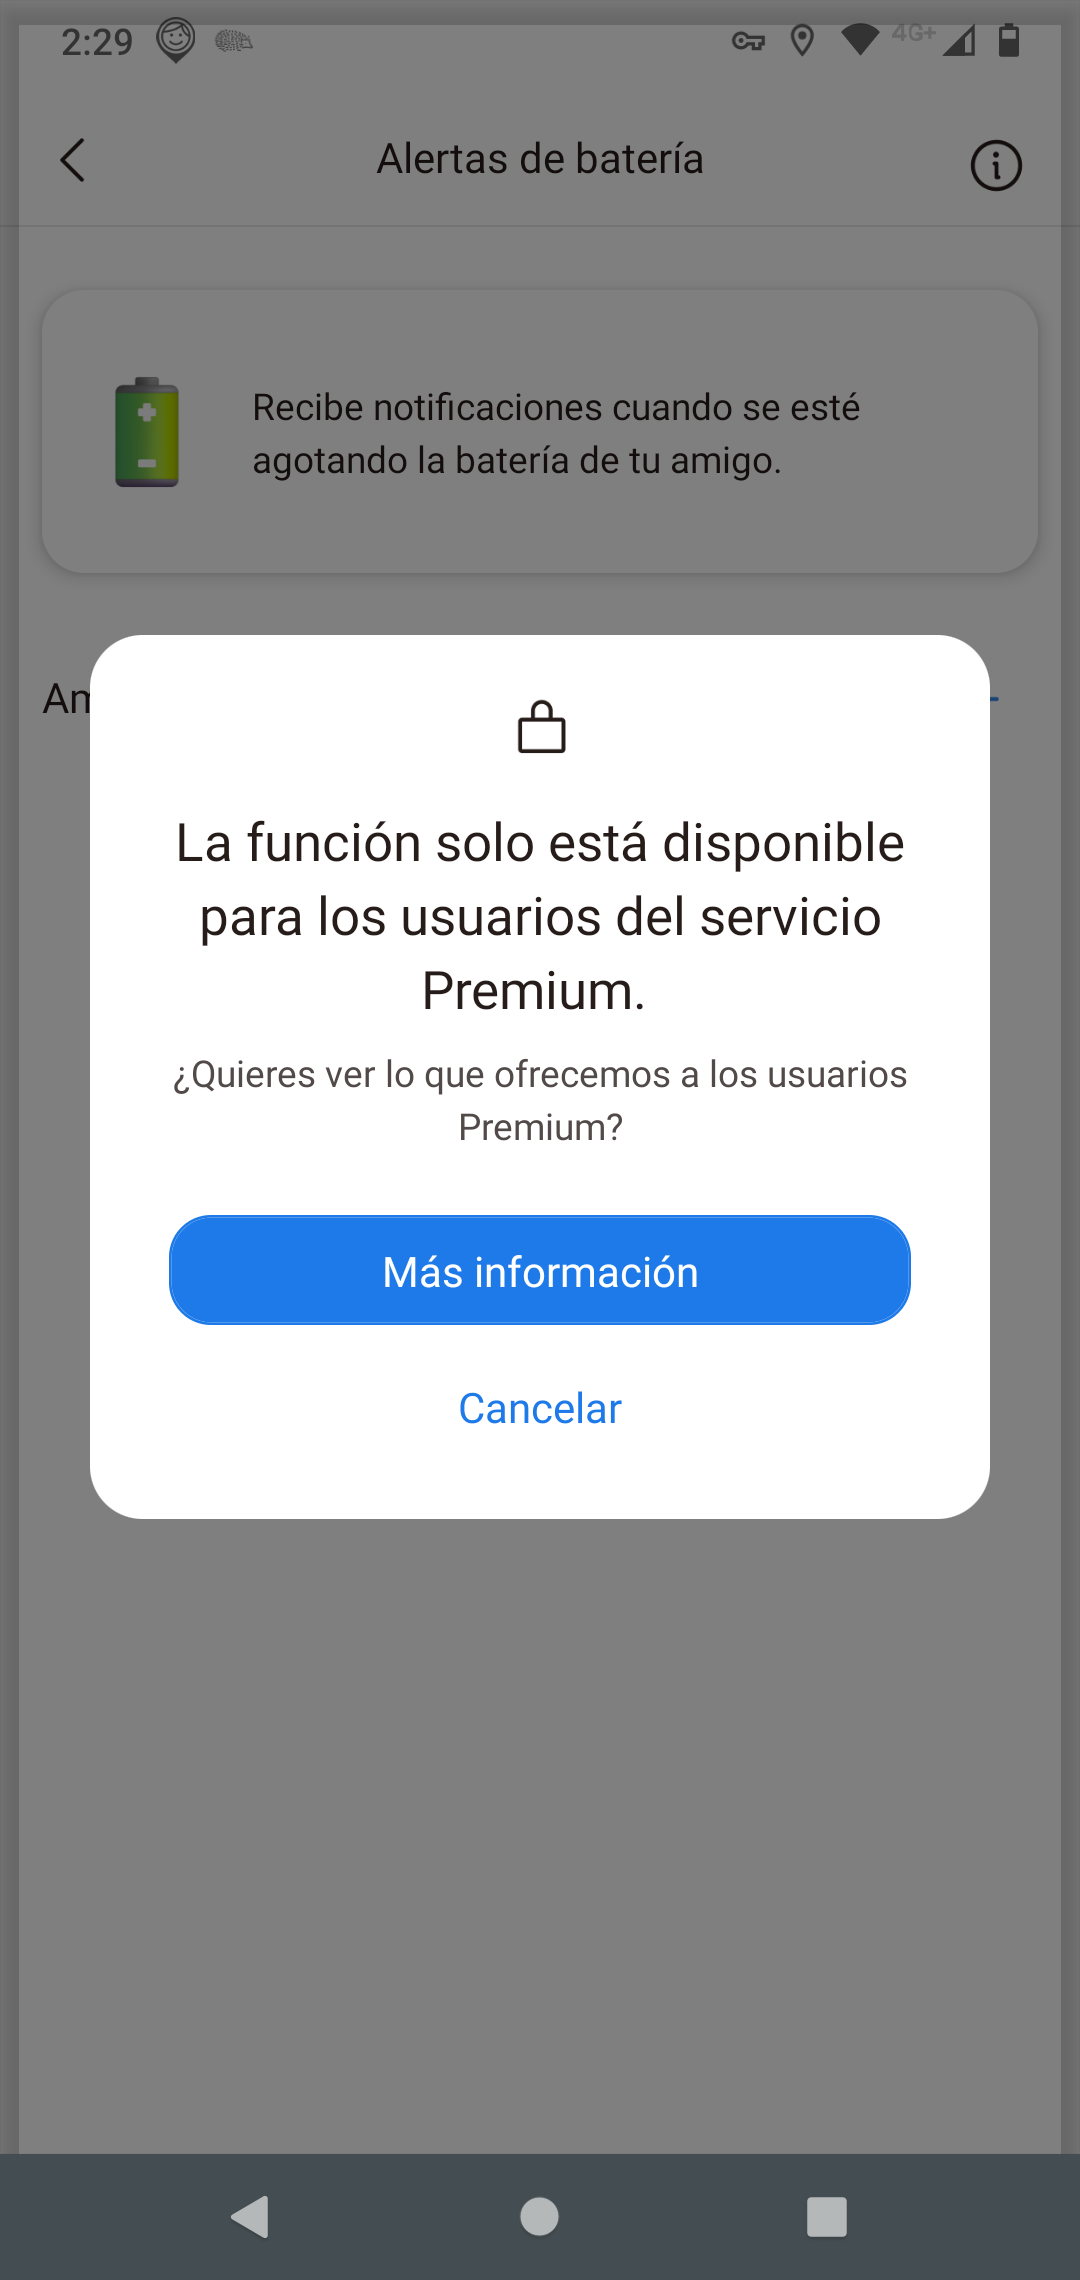 2:29
4G+
Alertas de batería
Recibe notificaciones cuando se esté
agotando la batería de tu amigo.
La función solo está disponible
para los usuarios del servicio
Premium.
¿Quieres ver lo que ofrecemos a los usuarios
Premium?
Más información
Cancelar